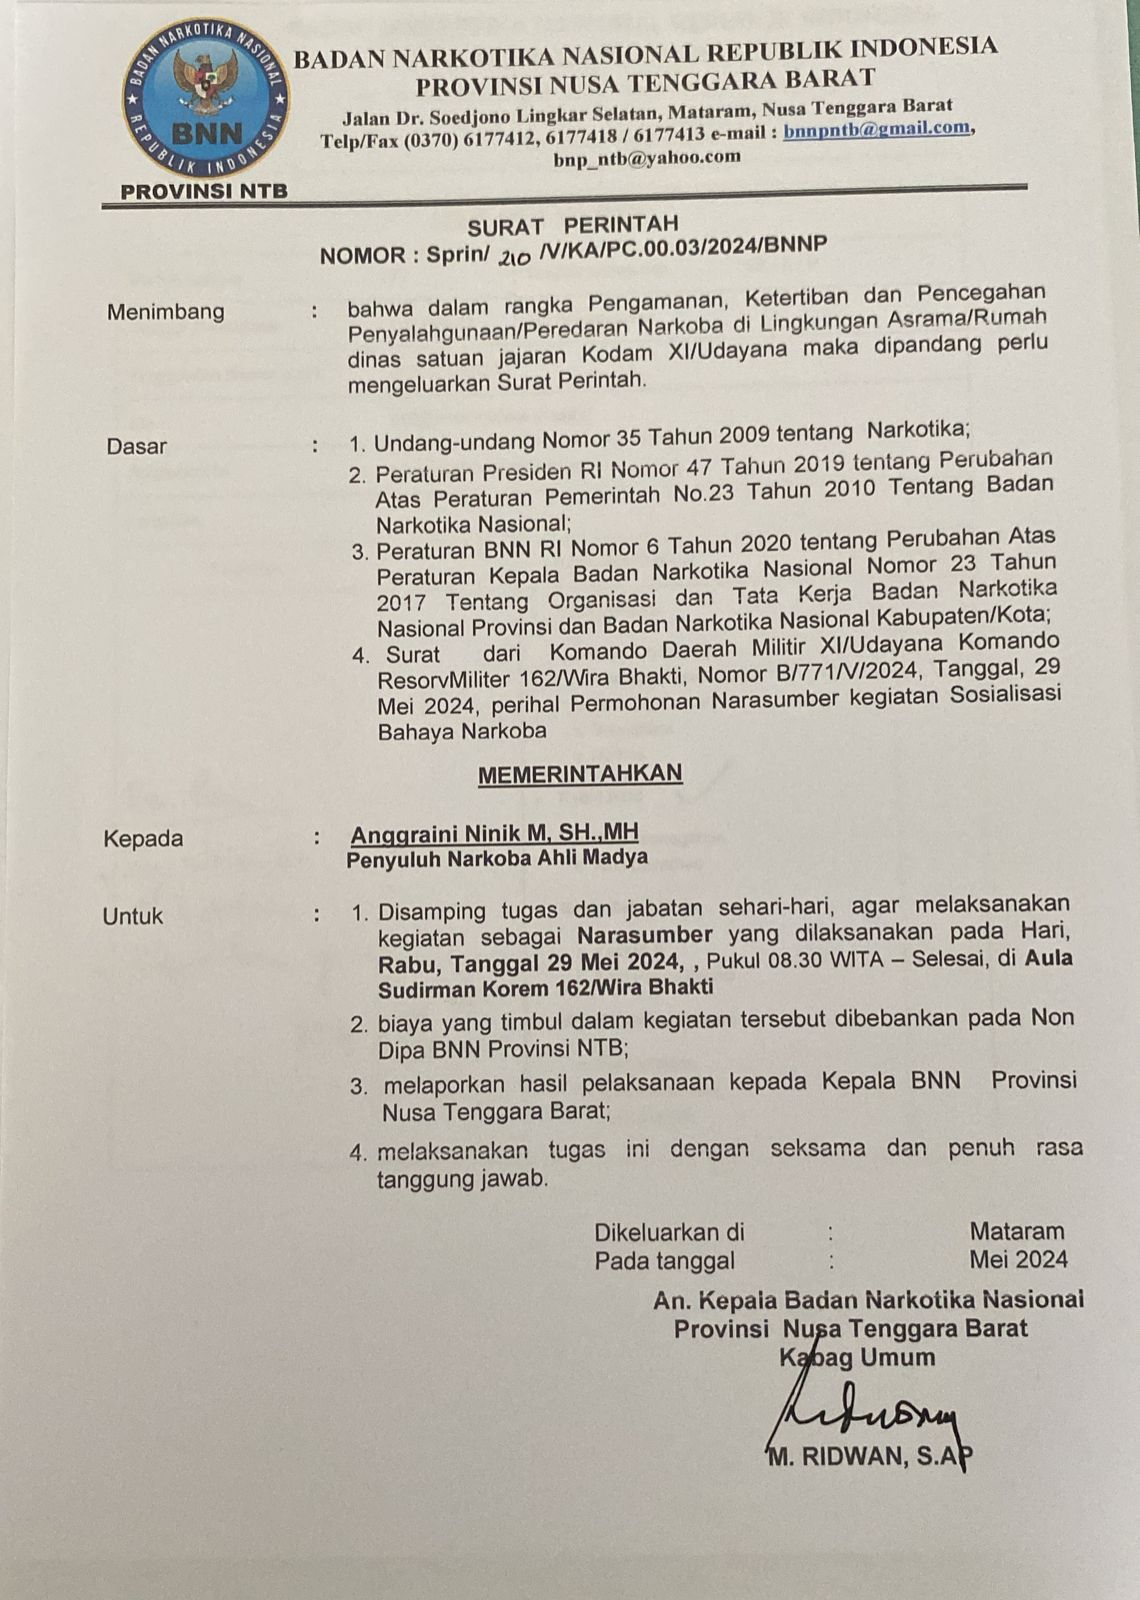 BADAN NARKOTIKA NASIONAL
REPUBLIK INDONESIA
BNN
PROVINSI NTB
BADAN NARKOTIKA NASIONAL REPUBLIK INDONESIA
PROVINSI NUSA TENGGARA BARAT
Jalan Dr. Soedjono Lingkar Selatan, Mataram, Nusa Tenggara Barat
Telp/Fax (0370) 6177412, 6177418 / 6177413 e-mail : bnnpntb@gmail.com,
bnp_ntb@yahoo.com
SURAT PERINTAH
NOMOR : Sprin/ 210 /V/KA/PC.00.03/2024/BNNP
Menimbang : bahwa dalam rangka Pengamanan, Ketertiban dan Pencegahan
Penyalahgunaan/Peredaran Narkoba di Lingkungan Asrama/Rumah
dinas satuan jajaran Kodam XI/Udayana maka dipandang perlu
mengeluarkan Surat Perintah.
Dasar : 1. Undang-undang Nomor 35 Tahun 2009 tentang Narkotika;
2. Peraturan Presiden RI Nomor 47 Tahun 2019 tentang Perubahan
Atas Peraturan Pemerintah No.23 Tahun 2010 Tentang Badan
Narkotika Nasional;
3. Peraturan BNN RI Nomor 6 Tahun 2020 tentang Perubahan Atas
Peraturan Kepala Badan Narkotika Nasional Nomor 23 Tahun
2017 Tentang Organisasi dan Tata Kerja Badan Narkotika
Nasional Provinsi dan Badan Narkotika Nasional Kabupaten/Kota;
4. Surat dari Komando Daerah Militir XI/Udayana Komando
ResorvMiliter 162/Wira Bhakti, Nomor B/771/V/2024, Tanggal, 29
Mei 2024, perihal Permohonan Narasumber kegiatan Sosialisasi
Bahaya Narkoba
MEMERINTAHKAN
Kepada : Anggraini Ninik M, SH.,MH
Penyuluh Narkoba Ahli Madya
Untuk : 1. Disamping tugas dan jabatan sehari-hari, agar melaksanakan
kegiatan sebagai Narasumber yang dilaksanakan pada Hari,
Rabu, Tanggal 29 Mei 2024, , Pukul 08.30 WITA – Selesai, di Aula
Sudirman Korem 162/Wira Bhakti
2. biaya yang timbul dalam kegiatan tersebut dibebankan pada Non
Dipa BNN Provinsi NTB;
3. melaporkan hasil pelaksanaan kepada Kepala BNN Provinsi
Nusa Tenggara Barat;
4. melaksanakan tugas ini dengan seksama dan penuh rasa
tanggung jawab.
Dikeluarkan di : Mataram
Pada tanggal : Mei 2024
An. Kepala Badan Narkotika Nasional
Provinsi Nusa Tenggara Barat
Kabag Umum
M. RIDWAN, S.AP